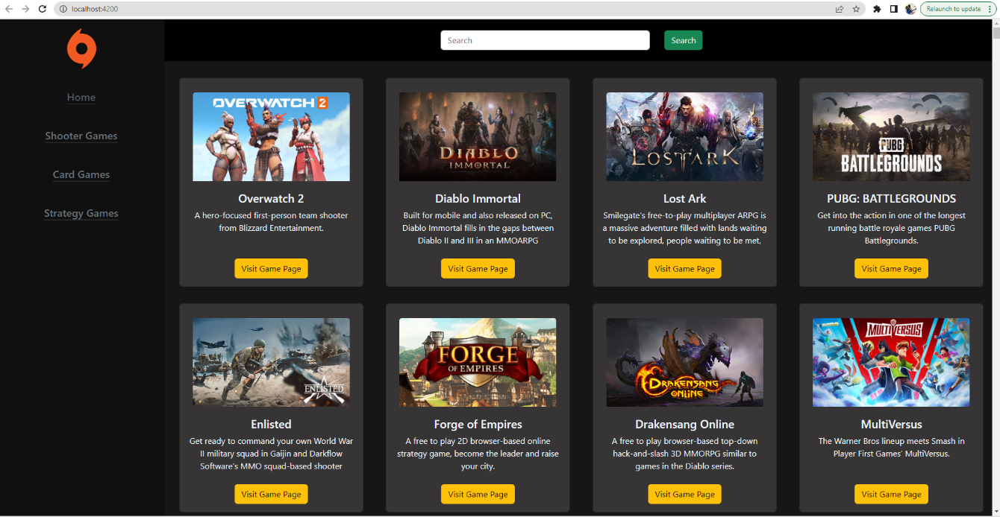 localhost:4200
Relaunch to update
Search
Search
Home
Shooter Games
Card Games
Strategy Games
OVERWATCH 2
DIABLO
IMMORTAL
LOST ARK
PUBG
BATTLEGROUNDS
Overwatch 2
A hero-focused first-person team shooter
from Blizzard Entertainment.
Visit Game Page
Diablo Immortal
Built for mobile and also released on PC,
Diablo Immortal fills in the gaps between
Diablo II and III in an MMOARPG
Visit Game Page
Lost Ark
Smilegate’s free-to-play multiplayer ARPG is
a massive adventure filled with lands waiting
to be explored, people waiting to be met,
Visit Game Page
PUBG: BATTLEGROUNDS
Get into the action in one of the longest
running battle royale games PUBG
Battlegrounds.
Visit Game Page
ENLISTED
FORGE
OF EMPIRES
DRAKENSANG
ONLINE
MULTIVERSUS
Enlisted
Get ready to command your own World War
II military squad in Gaijin and Darkflow
Software’s MMO squad-based shooter
Visit Game Page
Forge of Empires
A free to play 2D browser-based online
strategy game, become the leader and raise
your city.
Visit Game Page
Drakensang Online
A free to play browser-based top-down
hack-and-slash 3D MMORPG similar to
games in the Diablo series.
Visit Game Page
MultiVersus
The Warner Bros lineup meets Smash in
Player First Games’ MultiVersus.
Visit Game Page